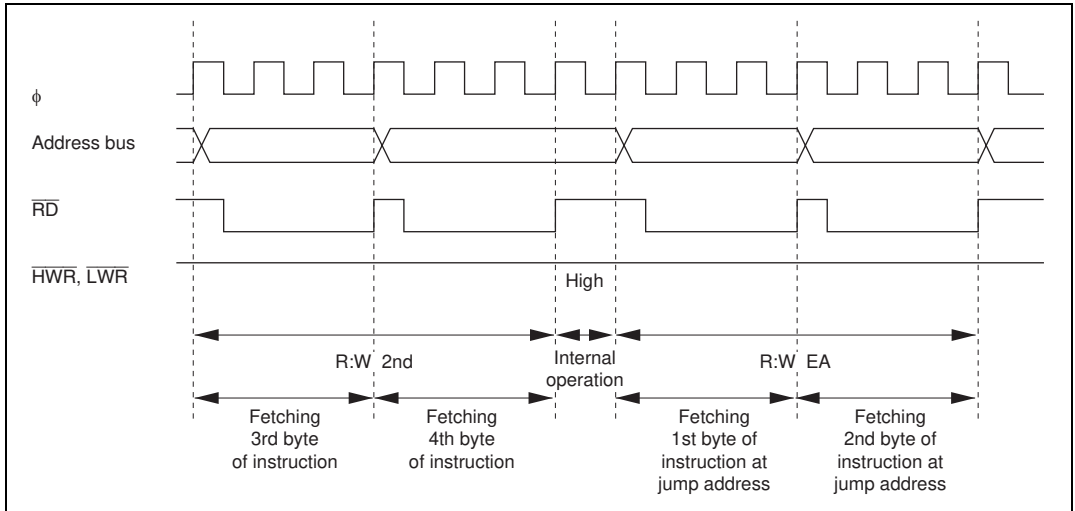 φ
Address bus
RD
HWR, LWR
High
R:W 2nd
Internal
operation
R:W EA
Fetching
3rd byte
of instruction
Fetching
4th byte
of instruction
Fetching
1st byte of
instruction at
jump address
Fetching
2nd byte of
instruction at
jump address